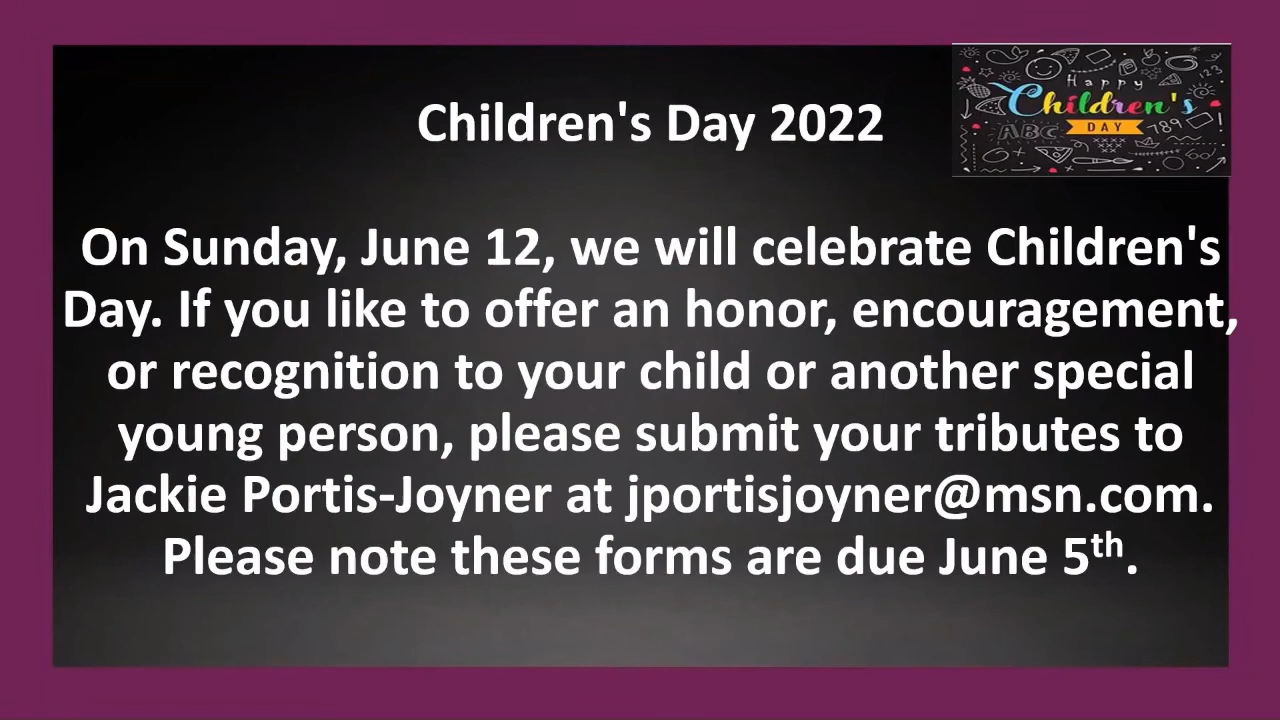 Happy
Children's
DAY
ABC
123
789
Children's Day 2022
On Sunday, June 12, we will celebrate Children's
Day. If you like to offer an honor, encouragement,
or recognition to your child or another special
young person, please submit your tributes to
Jackie Portis-Joyner at jportisjoyner@msn.com.
Please note these forms are due June 5th.